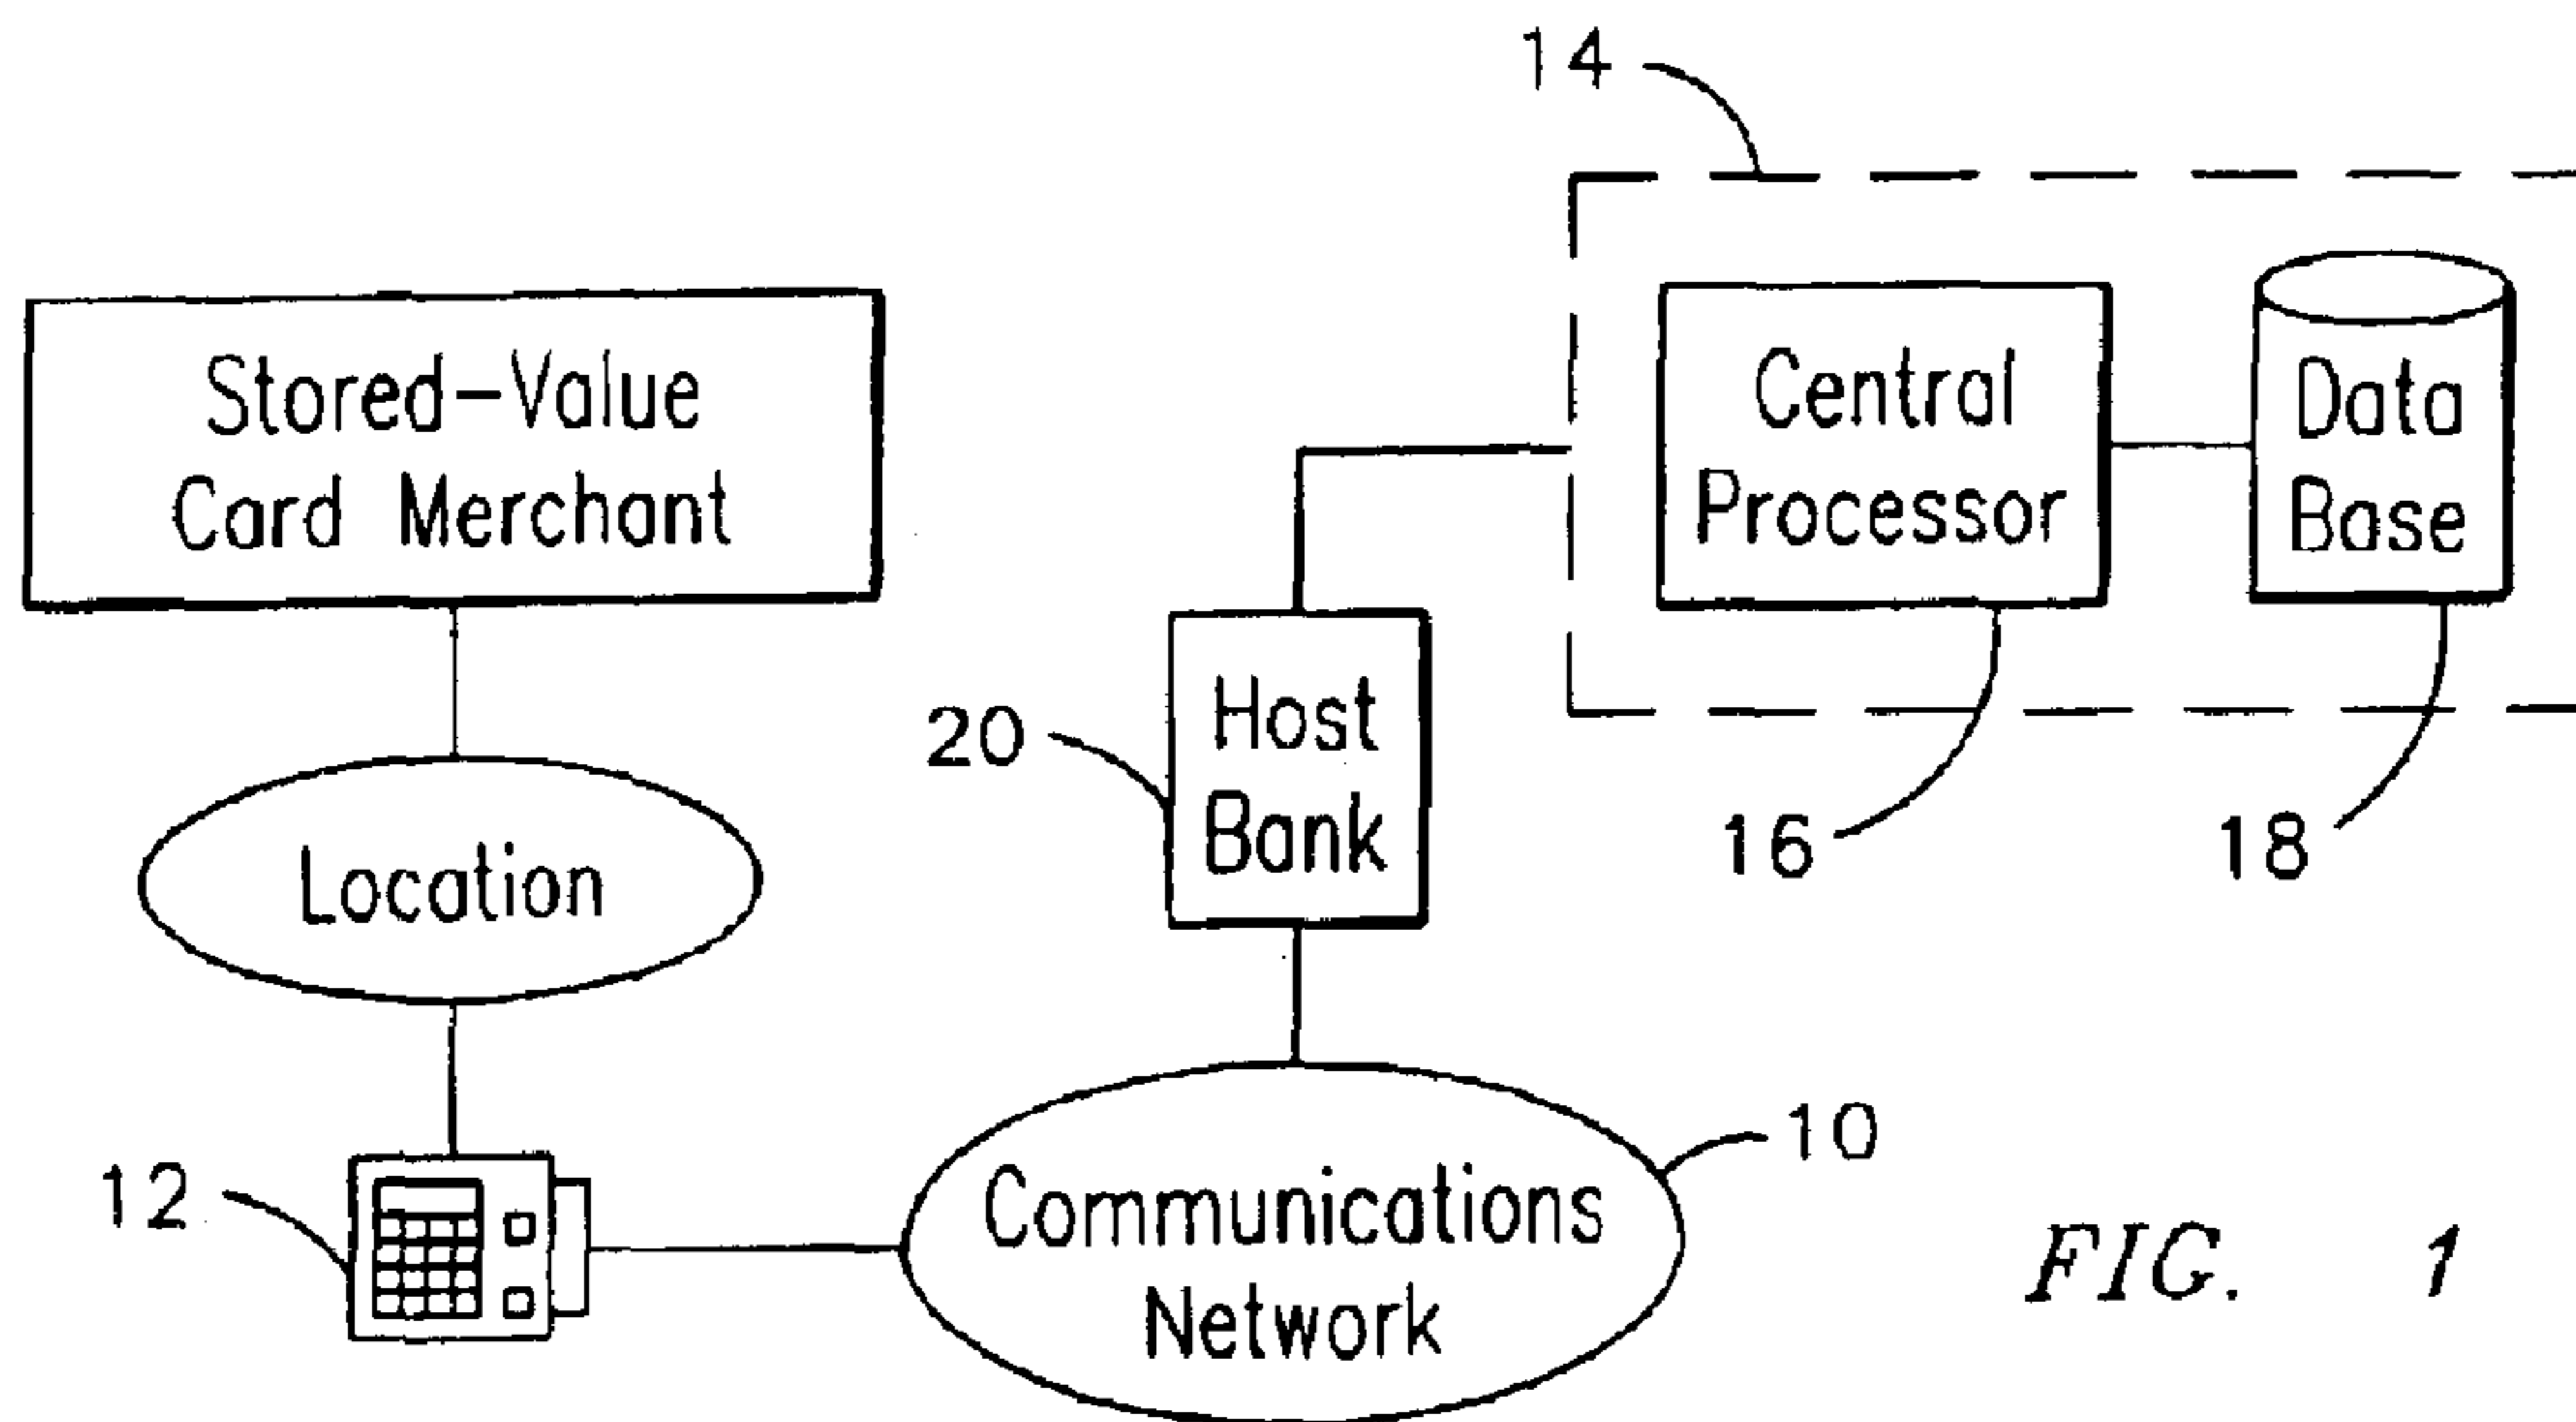 14
Stored-Value
Card Merchant
Central
Processor
Data
Base
Host
Bank
20
16
18
Location
12
Communications
Network
10
FIG. 1